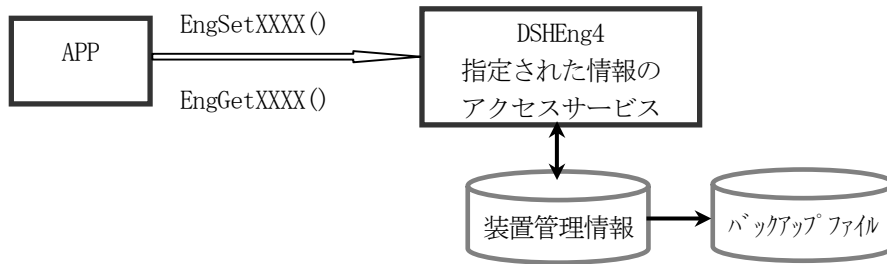 EngSetXXXX()
APP
EngGetXXXX()
DSHEng4
指定された情報の
アクセスサービス
装置管理情報
バックアップファイル